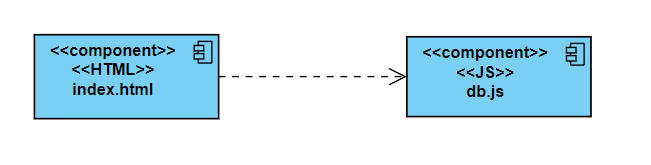 <<component>>
<<HTML>>
index.html
<<component>>
<<JS>>
db.js